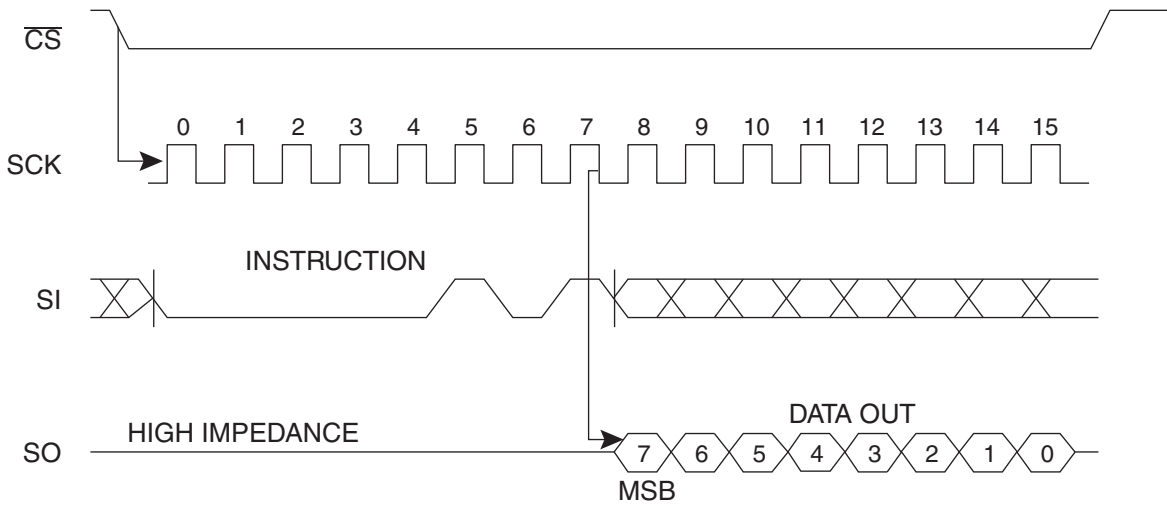 C̅S̅
0 1 2 3 4 5 6 7 8 9 10 11 12 13 14 15
SCK
INSTRUCTION
SI
DATA OUT
HIGH IMPEDANCE
SO
7 6 5 4 3 2 1 0
MSB